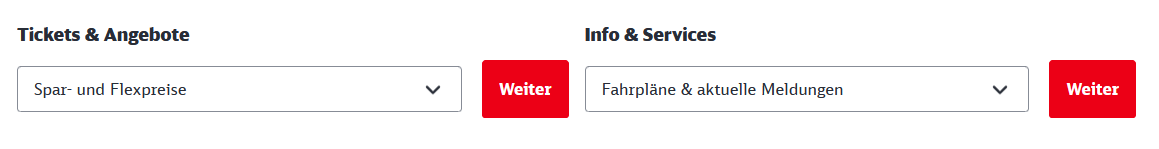 Tickets & Angebote
Spar- und Flexpreise
Weiter
Info & Services
Fahrpläne & aktuelle Meldungen
Weiter